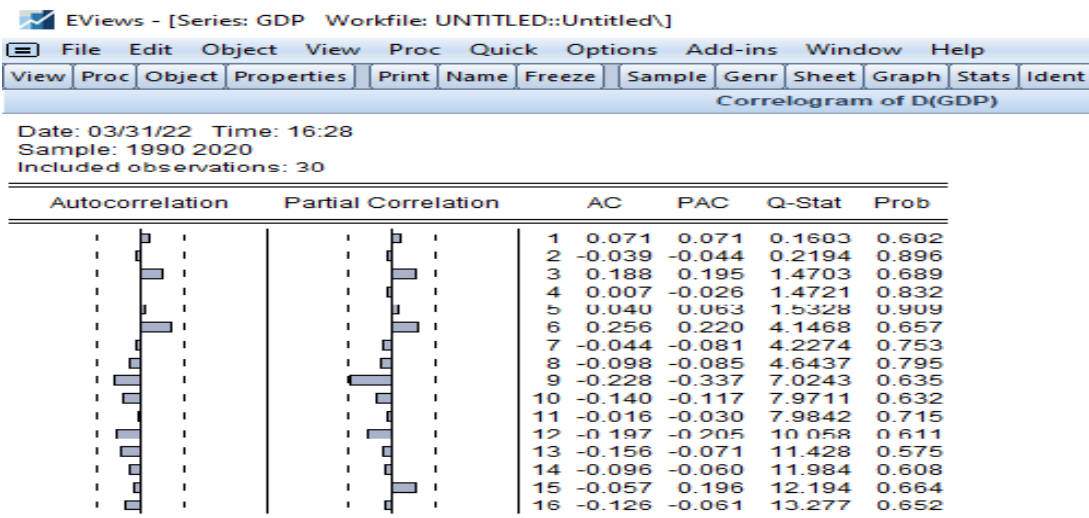 EViews - [Series: GDP Workfile: UNTITLED::Untitled\]
File Edit Object View Proc Quick Options Add-ins Window Help
View Proc Object Properties Print Name Freeze Sample Genr Sheet Graph Stats Ident
Correlogram of D(GDP)
Date: 03/31/22 Time: 16:28
Sample: 1990 2020
Included observations: 30
Autocorrelation Partial Correlation AC PAC Q-Stat Prob
1 0.071 0.071 0.1683 0.682
2 -0.039 -0.044 0.2194 0.896
3 0.188 0.195 1.4703 0.689
4 0.007 -0.026 1.4721 0.832
5 0.040 0.063 1.5328 0.909
6 0.256 0.220 4.1468 0.657
7 -0.044 -0.081 4.2274 0.753
8 -0.098 -0.085 4.6437 0.795
9 -0.228 -0.337 7.0243 0.635
10 -0.140 -0.117 7.9711 0.632
11 -0.016 -0.030 7.9842 0.715
12 -0.197 -0.205 10.058 0.611
13 -0.156 -0.071 11.428 0.575
14 -0.096 -0.060 11.984 0.608
15 -0.057 0.196 12.194 0.664
16 -0.126 -0.061 13.277 0.652